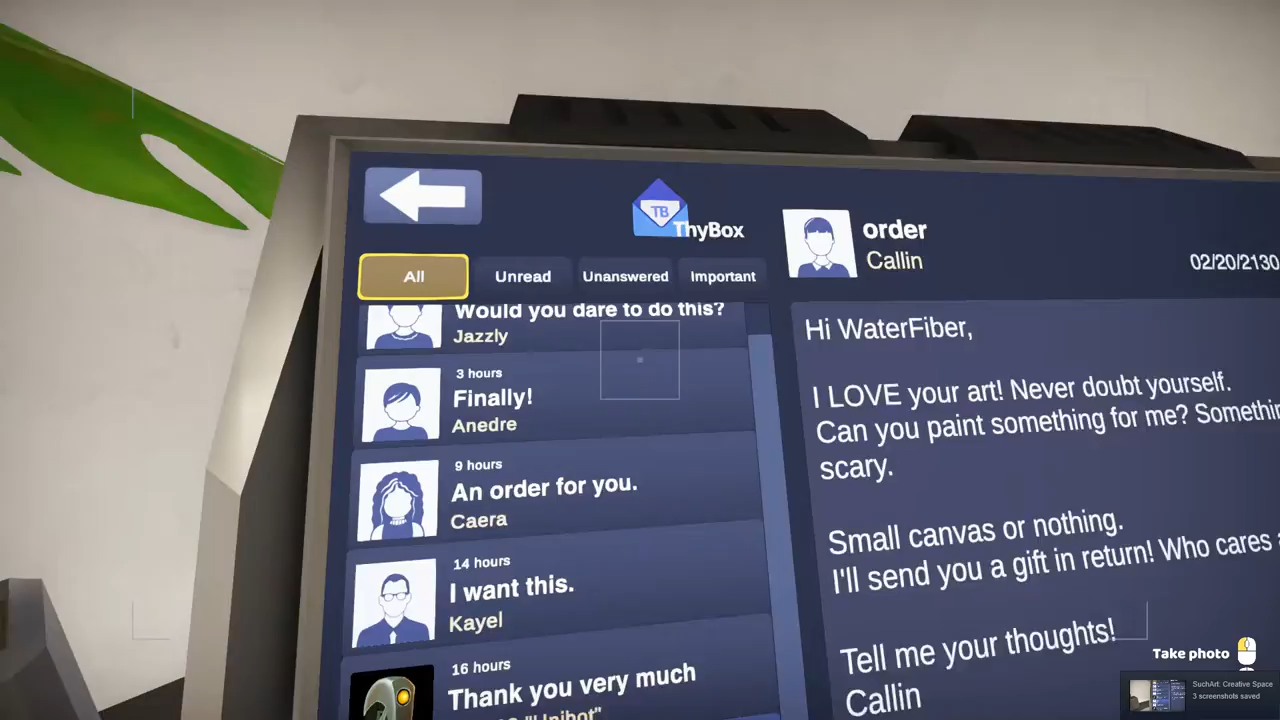 TB
ThyBox
All
Unread
Unanswered
Important
Would you dare to do this?
Jazzly
3 hours
Finally!
Anedre
9 hours
An order for you.
Caera
14 hours
I want this.
Kayel
16 hours
Thank you very much
"Unibot"
order
Callin
02/20/2130
Hi WaterFiber,
I LOVE your art! Never doubt yourself.
Can you paint something for me? Somethin
scary.
Small canvas or nothing.
I'll send you a gift in return! Who cares a
Tell me your thoughts!
Callin
Take photo
SuchArt: Creative Space
3 screenshots saved